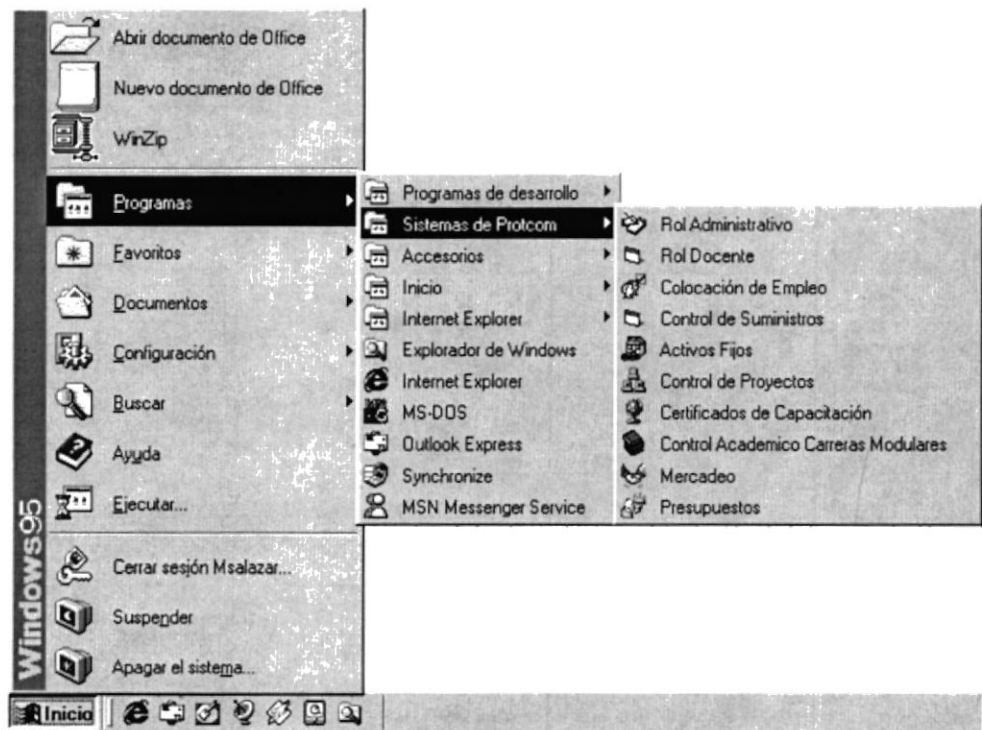 Abrir documento de Office
Nuevo documento de Office
WinZip
Programas
Favoritos
Documentos
Configuración
Buscar
Ayuda
Ejecutar...
Cerrar sesión Msalazar...
Suspender
Apagar el sistema...
Windows95
Inicio
Programas de desarrollo
Sistemas de Protcom
Accesorios
Inicio
Internet Explorer
Explorador de Windows
Internet Explorer
MS-DOS
Outlook Express
Synchronize
MSN Messenger Service
Rol Administrativo
Rol Docente
Colocación de Empleo
Control de Suministros
Activos Fijos
Control de Proyectos
Certificados de Capacitación
Control Academico Carreras Modulares
Mercadeo
Presupuestos